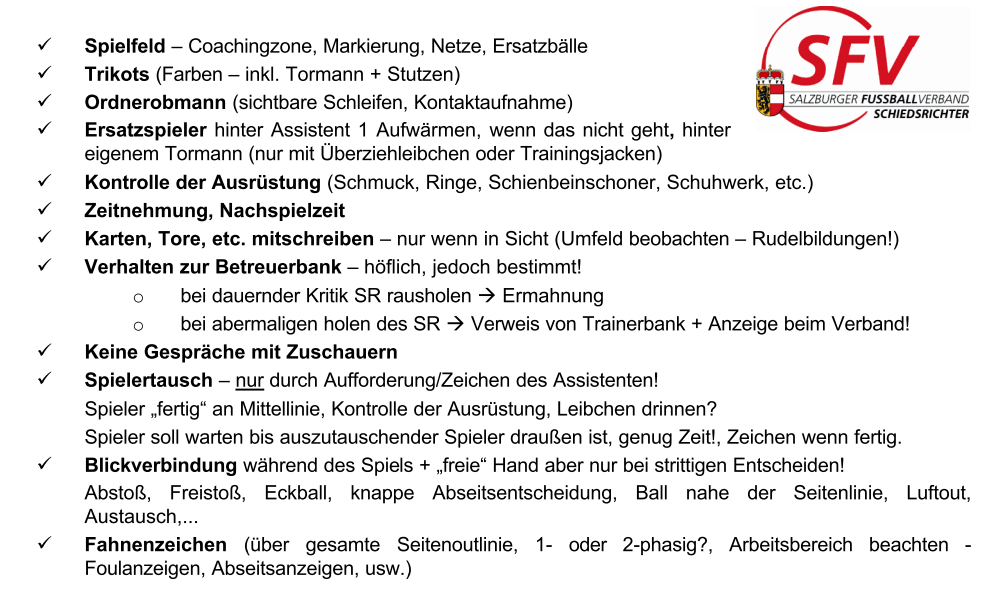 SFV
SALZBURGER FUSSBALLVERBAND
SCHIEDSRICHTER
✓ Spielfeld – Coachingzone, Markierung, Netze, Ersatzbälle
✓ Trikots (Farben – inkl. Tormann + Stutzen)
✓ Ordnerobmann (sichtbare Schleifen, Kontaktaufnahme)
✓ Ersatzspieler hinter Assistent 1 Aufwärmen, wenn das nicht geht, hinter
eigenem Tormann (nur mit Überziehleibchen oder Trainingsjacken)
✓ Kontrolle der Ausrüstung (Schmuck, Ringe, Schienbeinschoner, Schuhwerk, etc.)
✓ Zeitnehmung, Nachspielzeit
✓ Karten, Tore, etc. mitschreiben – nur wenn in Sicht (Umfeld beobachten – Rudelbildungen!)
✓ Verhalten zur Betreuerbank – höflich, jedoch bestimmt!
o bei dauernder Kritik SR rausholen → Ermahnung
o bei abermaligen holen des SR → Verweis von Trainerbank + Anzeige beim Verband!
✓ Keine Gespräche mit Zuschauern
✓ Spielertausch – nur durch Aufforderung/Zeichen des Assistenten!
Spieler „fertig“ an Mittellinie, Kontrolle der Ausrüstung, Leibchen drinnen?
Spieler soll warten bis auszutauschender Spieler draußen ist, genug Zeit!, Zeichen wenn fertig.
✓ Blickverbindung während des Spiels + „freie“ Hand aber nur bei strittigen Entscheiden!
Abstoß, Freistoß, Eckball, knappe Abseitsentscheidung, Ball nahe der Seitenlinie, Luftout,
Austausch,...
✓ Fahnenzeichen (über gesamte Seitenoutlinie, 1- oder 2-phasig?, Arbeitsbereich beachten -
Foulanzeigen, Abseitsanzeigen, usw.)